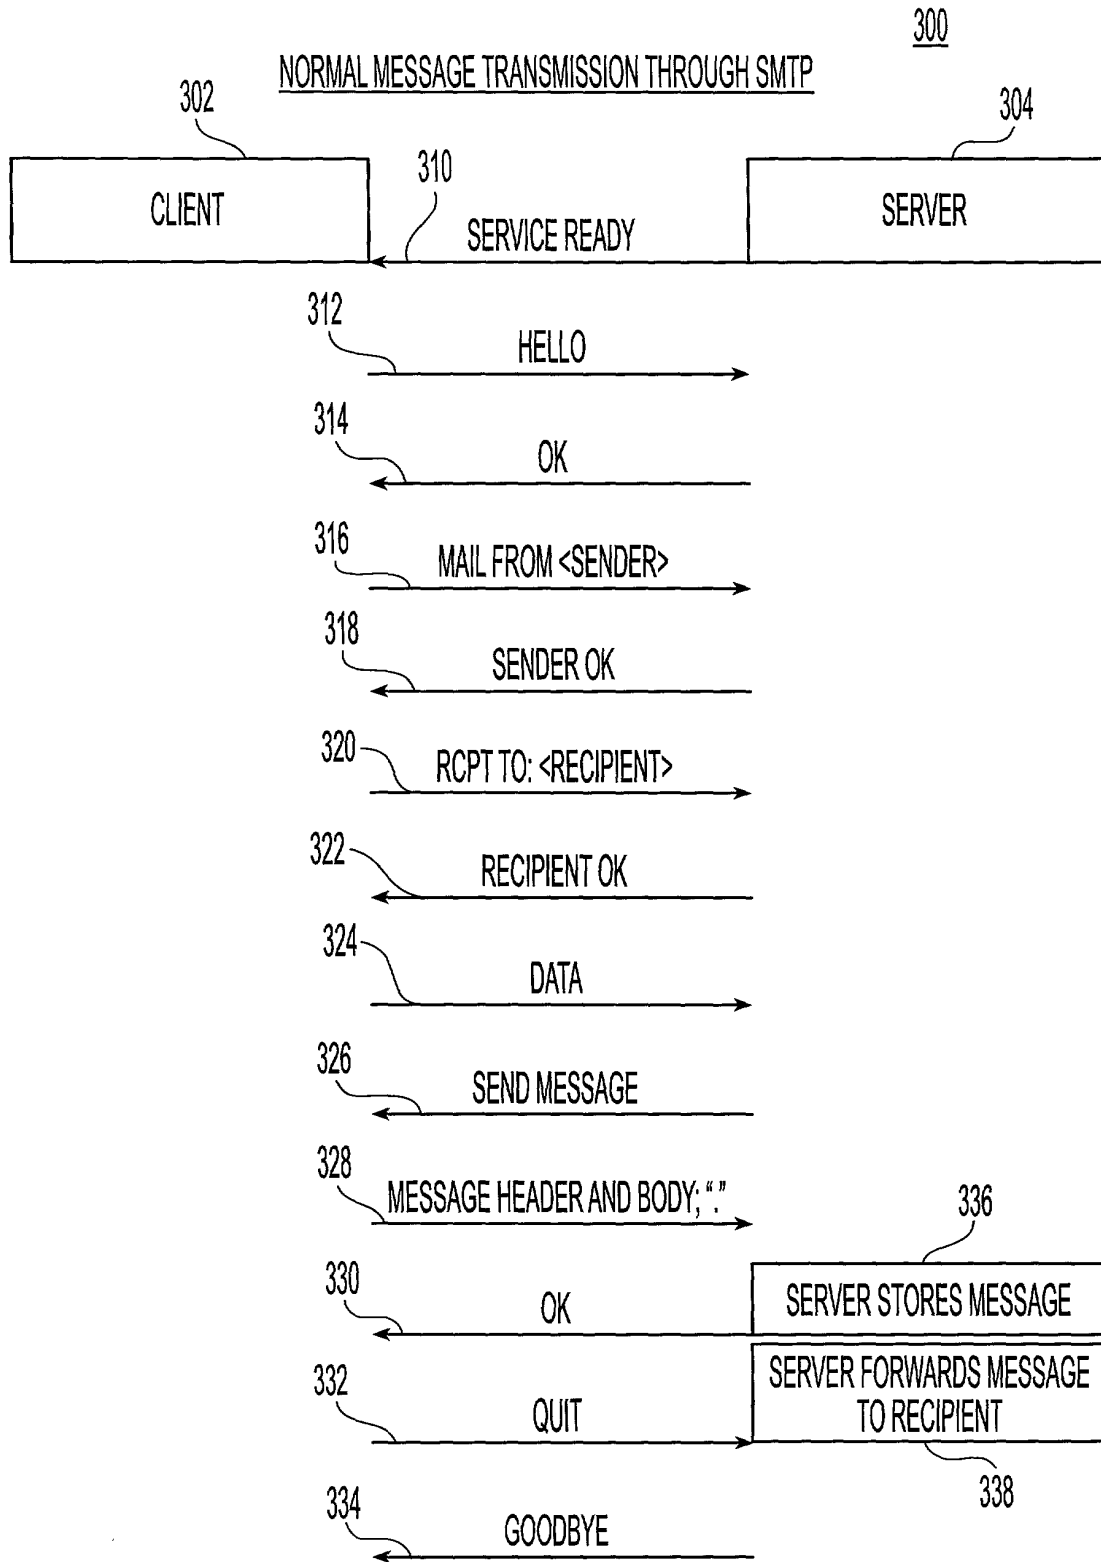 300
NORMAL MESSAGE TRANSMISSION THROUGH SMTP
302
304
310
CLIENT
SERVER
SERVICE READY
312
HELLO
314
OK
316
MAIL FROM <SENDER>
318
SENDER OK
320
RCPT TO: <RECIPIENT>
322
RECIPIENT OK
324
DATA
326
SEND MESSAGE
328
MESSAGE HEADER AND BODY; “.”
336
330
OK
SERVER STORES MESSAGE
332
QUIT
SERVER FORWARDS MESSAGE
TO RECIPIENT
338
334
GOODBYE